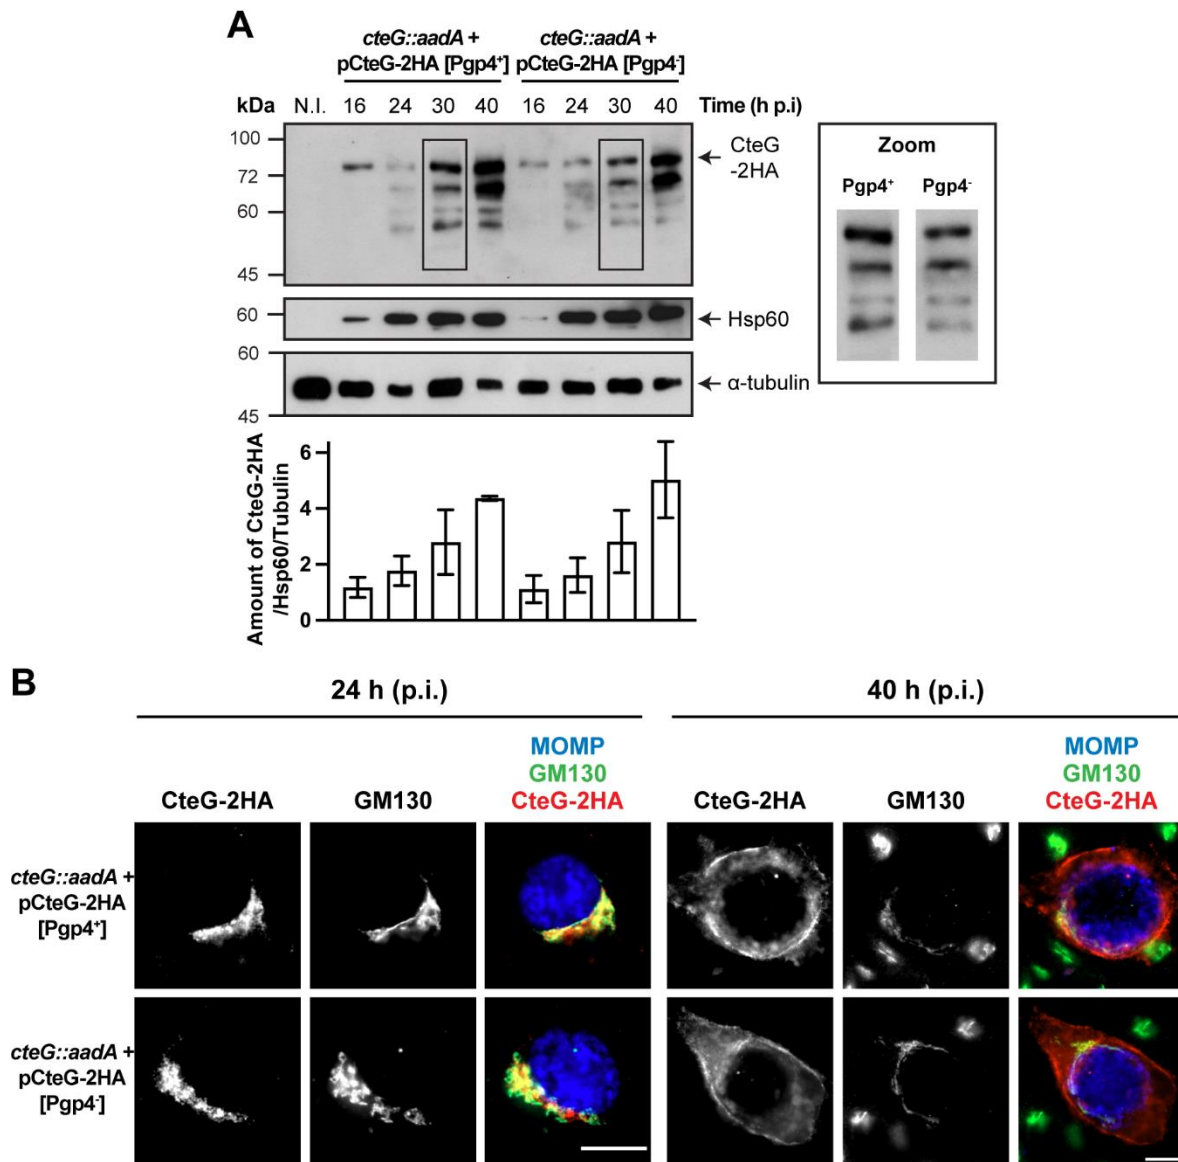 A
cteG::aadA +
pCteG-2HA [Pgp4⁺]
cteG::aadA +
pCteG-2HA [Pgp4⁻]
kDa N.I. 16 24 30 40 16 24 30 40 Time (h p.i)
100
72
60
45
CteG
-2HA
Zoom
Pgp4⁺ Pgp4⁻
60
Hsp60
60
45
α-tubulin
Amount of CteG-2HA
/Hsp60/Tubulin
6
4
2
0
B
24 h (p.i.)
40 h (p.i.)
CteG-2HA
GM130
MOMP
GM130
CteG-2HA
CteG-2HA
GM130
MOMP
GM130
CteG-2HA
cteG::aadA +
pCteG-2HA
[Pgp4⁺]
cteG::aadA +
pCteG-2HA
[Pgp4⁻]